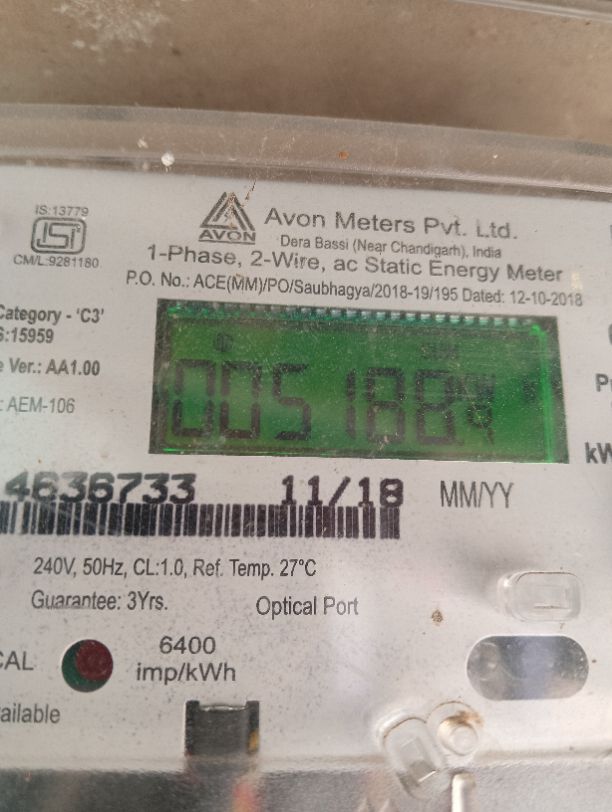 IS:13779
CM/L:9281180
AVON
Avon Meters Pvt. Ltd.
Dera Bassi (Near Chandigarh), India
1-Phase, 2-Wire, ac Static Energy Meter
P.O. No.: ACE(MM)/PO/Saubhagya/2018-19/195 Dated: 12-10-2018
Category - 'C3'
S:15959
e Ver.: AA1.00
: AEM-106
005188
4636733 11/18 MM/YY
240V, 50Hz, CL:1.0, Ref. Temp. 27°C
Guarantee: 3Yrs.
Optical Port
CAL
6400
imp/kWh
vailable
kW